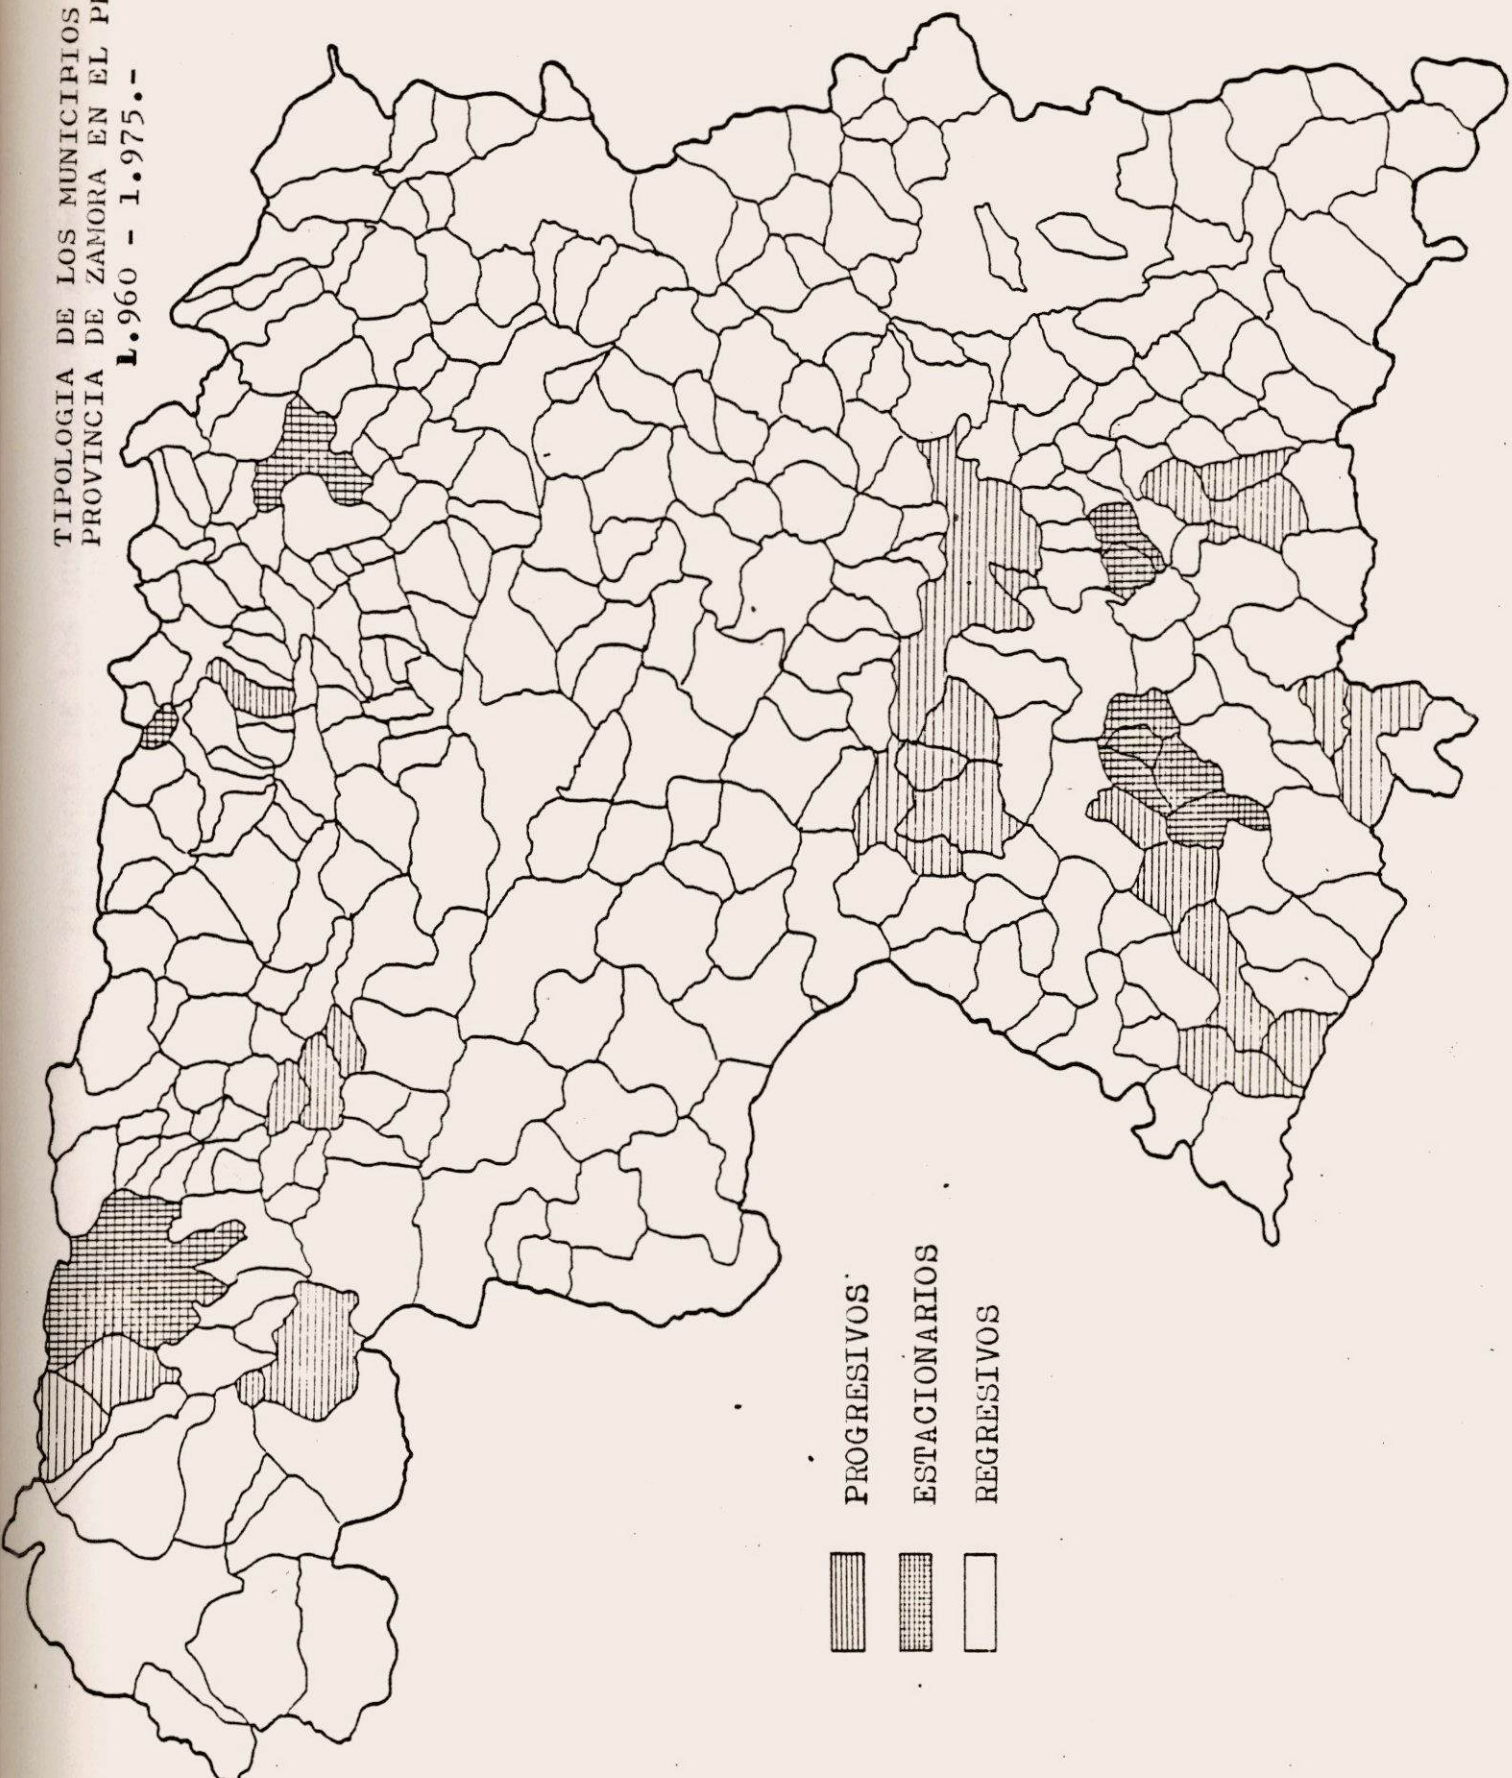 TIPOLOGIA DE LOS MUNICIPIOS
PROVINCIA DE ZAMORA EN EL
1.960 - 1.975.-
PROGRESIVOS
ESTACIONARIOS
REGRESIVOS